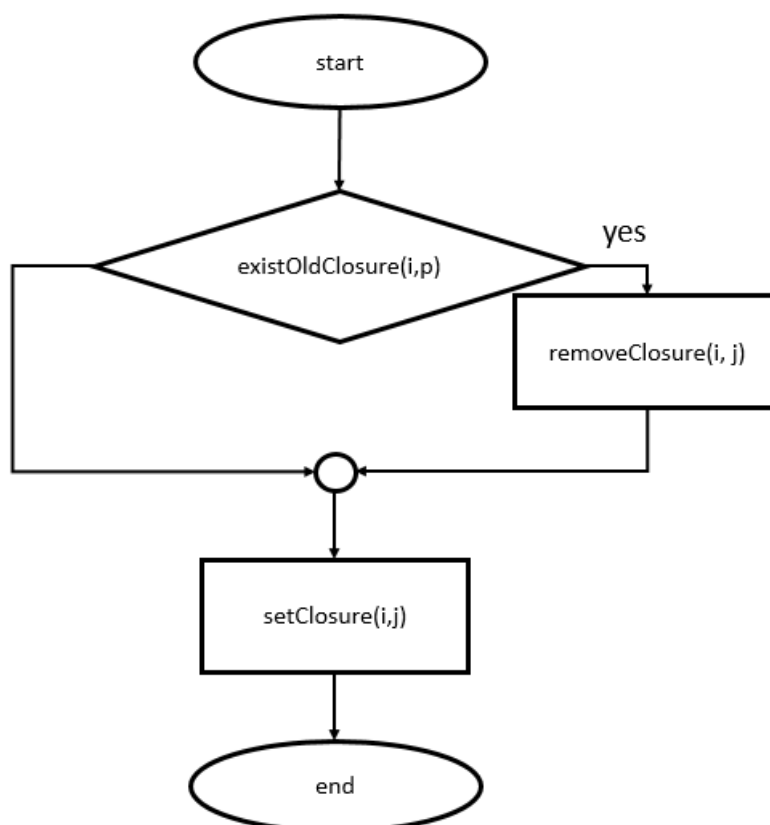 start
yes
existOldClosure(i,p)
removeClosure(i, j)
setClosure(i,j)
end